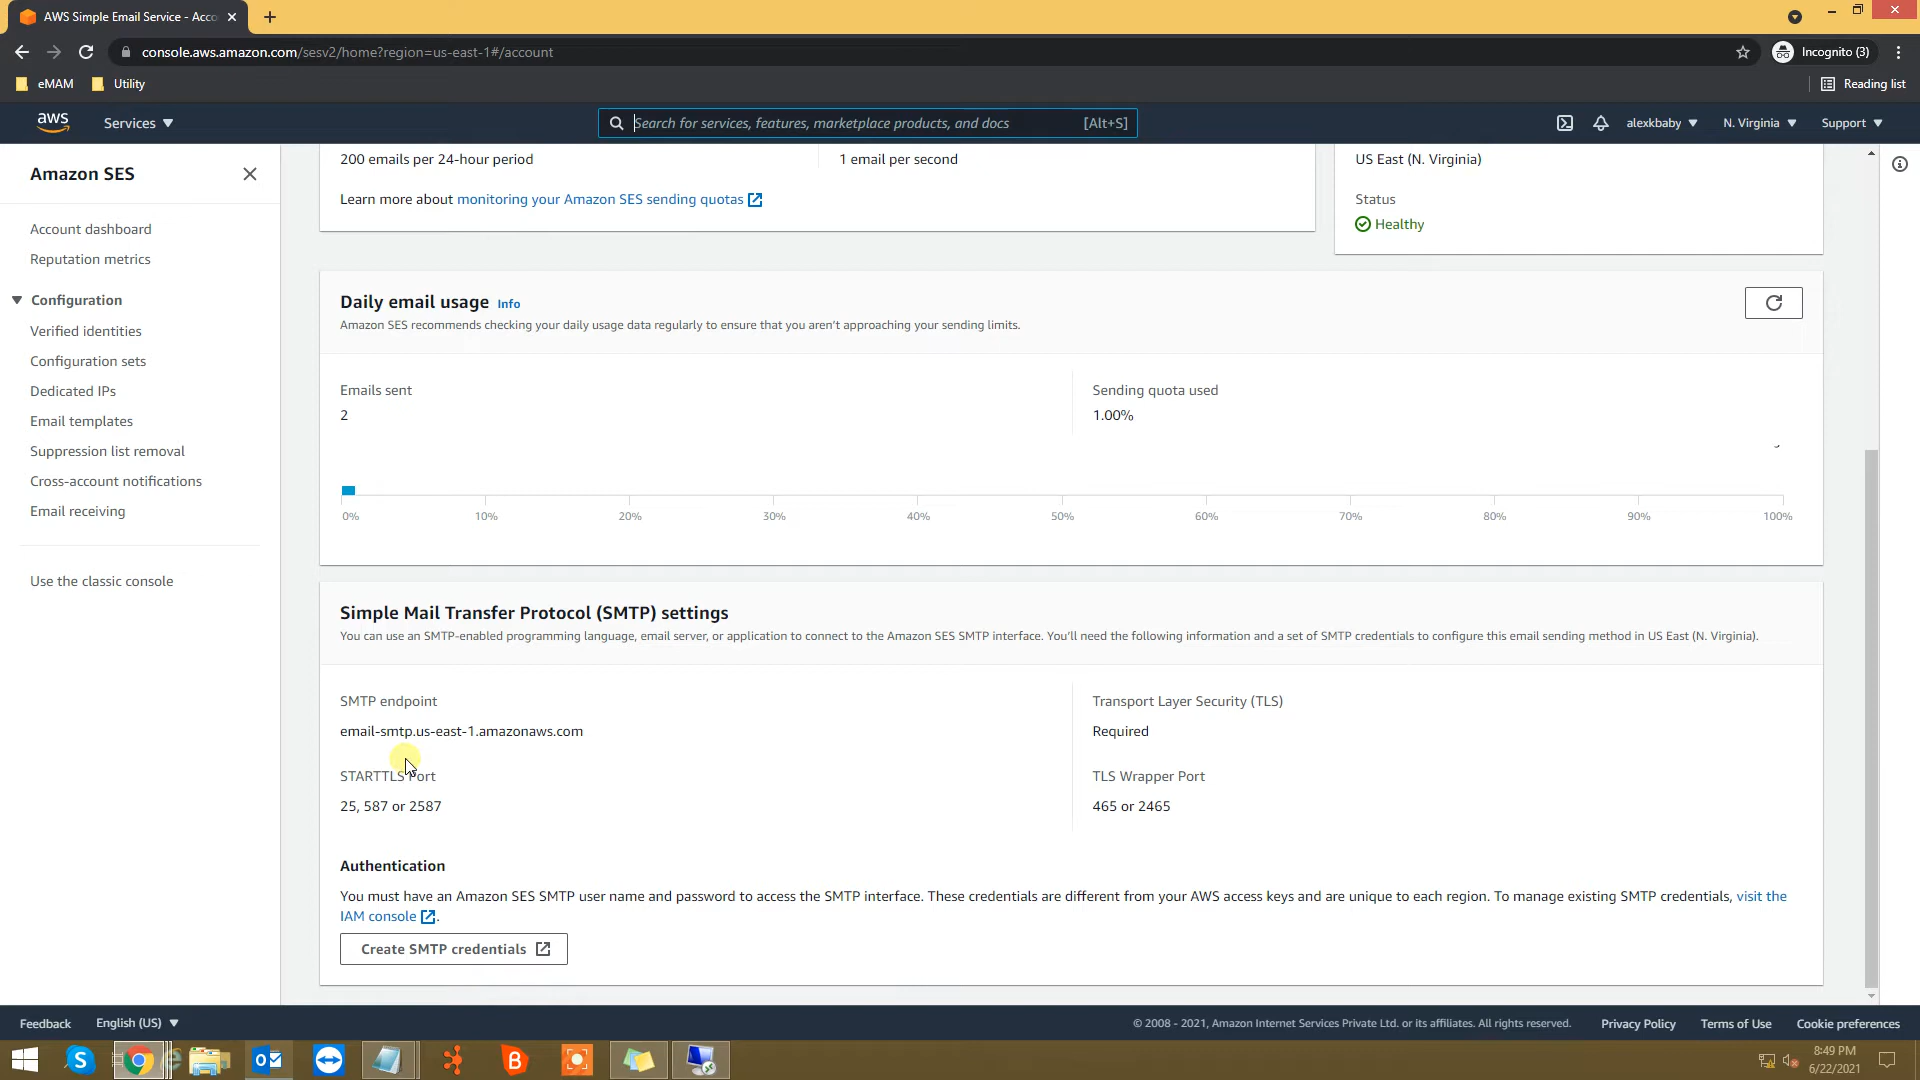 AWS Simple Email Service - Acco
console.aws.amazon.com/sesv2/home?region=us-east-1#/account
Incognito (3)
eMAM
Utility
Reading list
aws
Services
Search for services, features, marketplace products, and docs
[Alt+S]
alexkbaby
N. Virginia
Support
Amazon SES
Account dashboard
Reputation metrics
Configuration
Verified identities
Configuration sets
Dedicated IPs
Email templates
Suppression list removal
Cross-account notifications
Email receiving
Use the classic console
200 emails per 24-hour period
1 email per second
Learn more about monitoring your Amazon SES sending quotas
US East (N. Virginia)
Status
Healthy
Daily email usage Info
Amazon SES recommends checking your daily usage data regularly to ensure that you aren't approaching your sending limits.
Emails sent
2
Sending quota used
1.00%
0% 10% 20% 30% 40% 50% 60% 70% 80% 90% 100%
Simple Mail Transfer Protocol (SMTP) settings
You can use an SMTP-enabled programming language, email server, or application to connect to the Amazon SES SMTP interface. You'll need the following information and a set of SMTP credentials to configure this email sending method in US East (N. Virginia).
SMTP endpoint
email-smtp.us-east-1.amazonaws.com
Transport Layer Security (TLS)
Required
STARTTLS Port
25, 587 or 2587
TLS Wrapper Port
465 or 2465
Authentication
You must have an Amazon SES SMTP user name and password to access the SMTP interface. These credentials are different from your AWS access keys and are unique to each region. To manage existing SMTP credentials, visit the
IAM console.
Create SMTP credentials
Feedback
English (US)
© 2008 - 2021, Amazon Internet Services Private Ltd. or its affiliates. All rights reserved.
Privacy Policy
Terms of Use
Cookie preferences
8:49 PM
6/22/2021